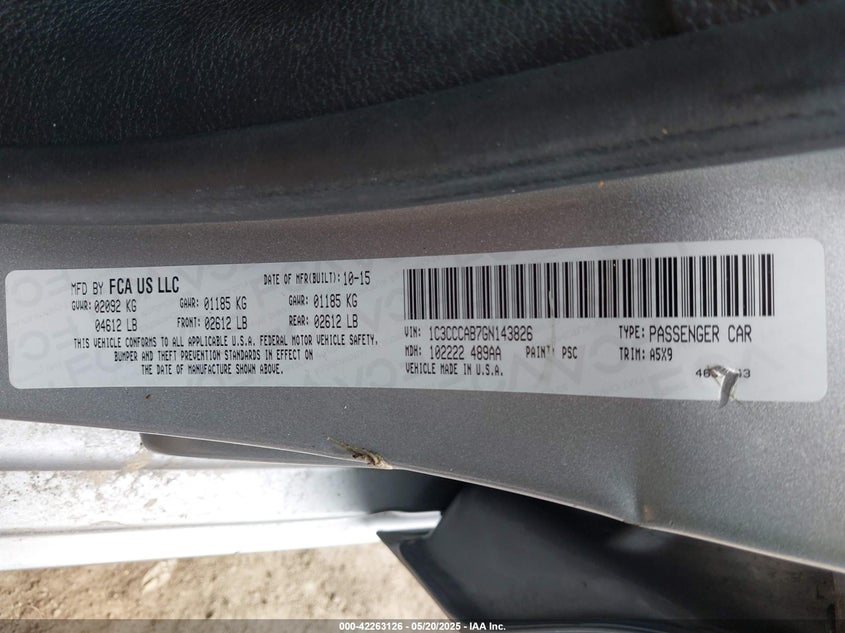 MFD BY FCA US LLC DATE OF MFR(BUILT): 10-15
GVWR: 02092 KG GAWR: 01185 KG GAWR: 01185 KG
04612 LB FRONT: 02612 LB REAR: 02612 LB
THIS VEHICLE CONFORMS TO ALL APPLICABLE U.S.A. FEDERAL MOTOR VEHICLE SAFETY,
BUMPER AND THEFT PREVENTION STANDARDS IN EFFECT ON
THE DATE OF MANUFACTURE SHOWN ABOVE.
VIN: 1C3CCCAB7GN143826 TYPE: PASSENGER CAR
MDH: 102222 489AA PAINT: PSC TRIM: A5X9
VEHICLE MADE IN U.S.A.
000-42263126 - 05/20/2025 - IAA Inc.